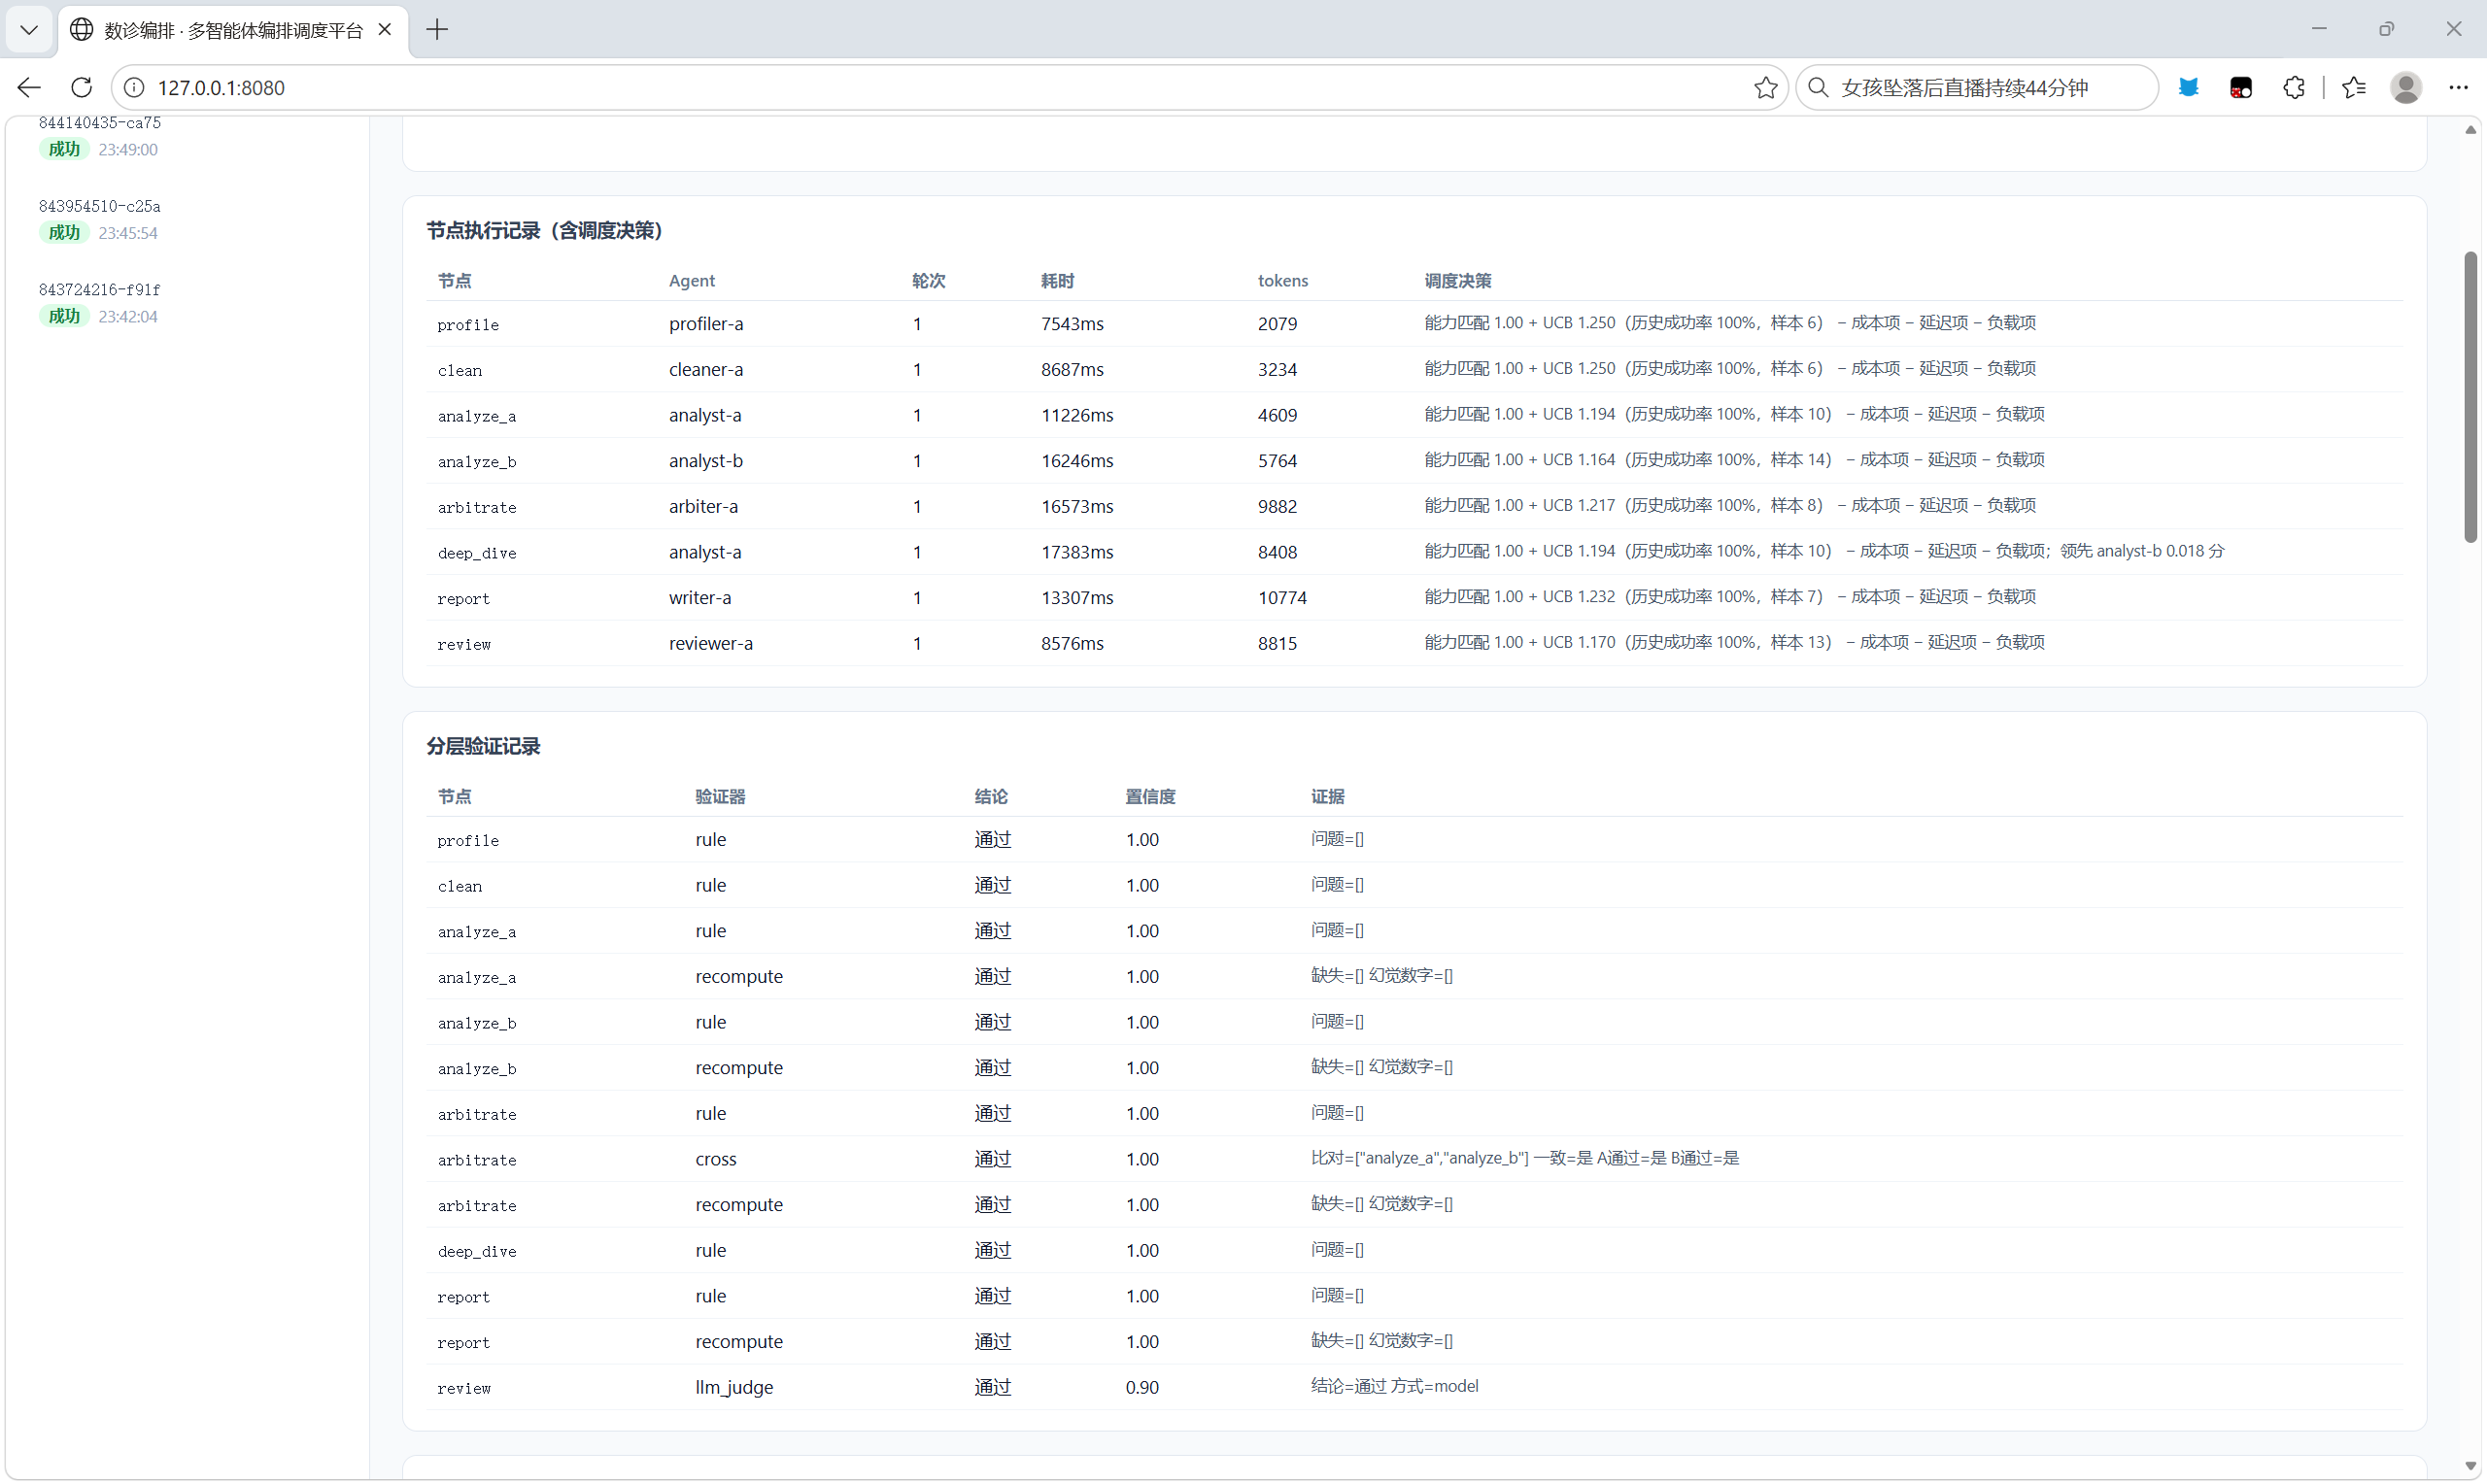 数诊编排 · 多智能体编排调度平台
127.0.0.1:8080
女孩坠落后直播持续44分钟
844140435-ca75
成功 23:49:00
843954510-c25a
成功 23:45:54
843724216-f91f
成功 23:42:04
节点执行记录（含调度决策）
节点 Agent 轮次 耗时 tokens 调度决策
profile profiler-a 1 7543ms 2079 能力匹配 1.00 + UCB 1.250（历史成功率 100%，样本 6） − 成本项 − 延迟项 − 负载项
clean cleaner-a 1 8687ms 3234 能力匹配 1.00 + UCB 1.250（历史成功率 100%，样本 6） − 成本项 − 延迟项 − 负载项
analyze_a analyst-a 1 11226ms 4609 能力匹配 1.00 + UCB 1.194（历史成功率 100%，样本 10） − 成本项 − 延迟项 − 负载项
analyze_b analyst-b 1 16246ms 5764 能力匹配 1.00 + UCB 1.164（历史成功率 100%，样本 14） − 成本项 − 延迟项 − 负载项
arbitrate arbiter-a 1 16573ms 9882 能力匹配 1.00 + UCB 1.217（历史成功率 100%，样本 8） − 成本项 − 延迟项 − 负载项
deep_dive analyst-a 1 17383ms 8408 能力匹配 1.00 + UCB 1.194（历史成功率 100%，样本 10） − 成本项 − 延迟项 − 负载项；领先 analyst-b 0.018 分
report writer-a 1 13307ms 10774 能力匹配 1.00 + UCB 1.232（历史成功率 100%，样本 7） − 成本项 − 延迟项 − 负载项
review reviewer-a 1 8576ms 8815 能力匹配 1.00 + UCB 1.170（历史成功率 100%，样本 13） − 成本项 − 延迟项 − 负载项
分层验证记录
节点 验证器 结论 置信度 证据
profile rule 通过 1.00 问题=[]
clean rule 通过 1.00 问题=[]
analyze_a rule 通过 1.00 问题=[]
analyze_a recompute 通过 1.00 缺失=[] 幻觉数字=[]
analyze_b rule 通过 1.00 问题=[]
analyze_b recompute 通过 1.00 缺失=[] 幻觉数字=[]
arbitrate rule 通过 1.00 问题=[]
arbitrate cross 通过 1.00 比对=["analyze_a","analyze_b"] 一致=是 A通过=是 B通过=是
arbitrate recompute 通过 1.00 缺失=[] 幻觉数字=[]
deep_dive rule 通过 1.00 问题=[]
report rule 通过 1.00 问题=[]
report recompute 通过 1.00 缺失=[] 幻觉数字=[]
review llm_judge 通过 0.90 结论=通过 方式=model